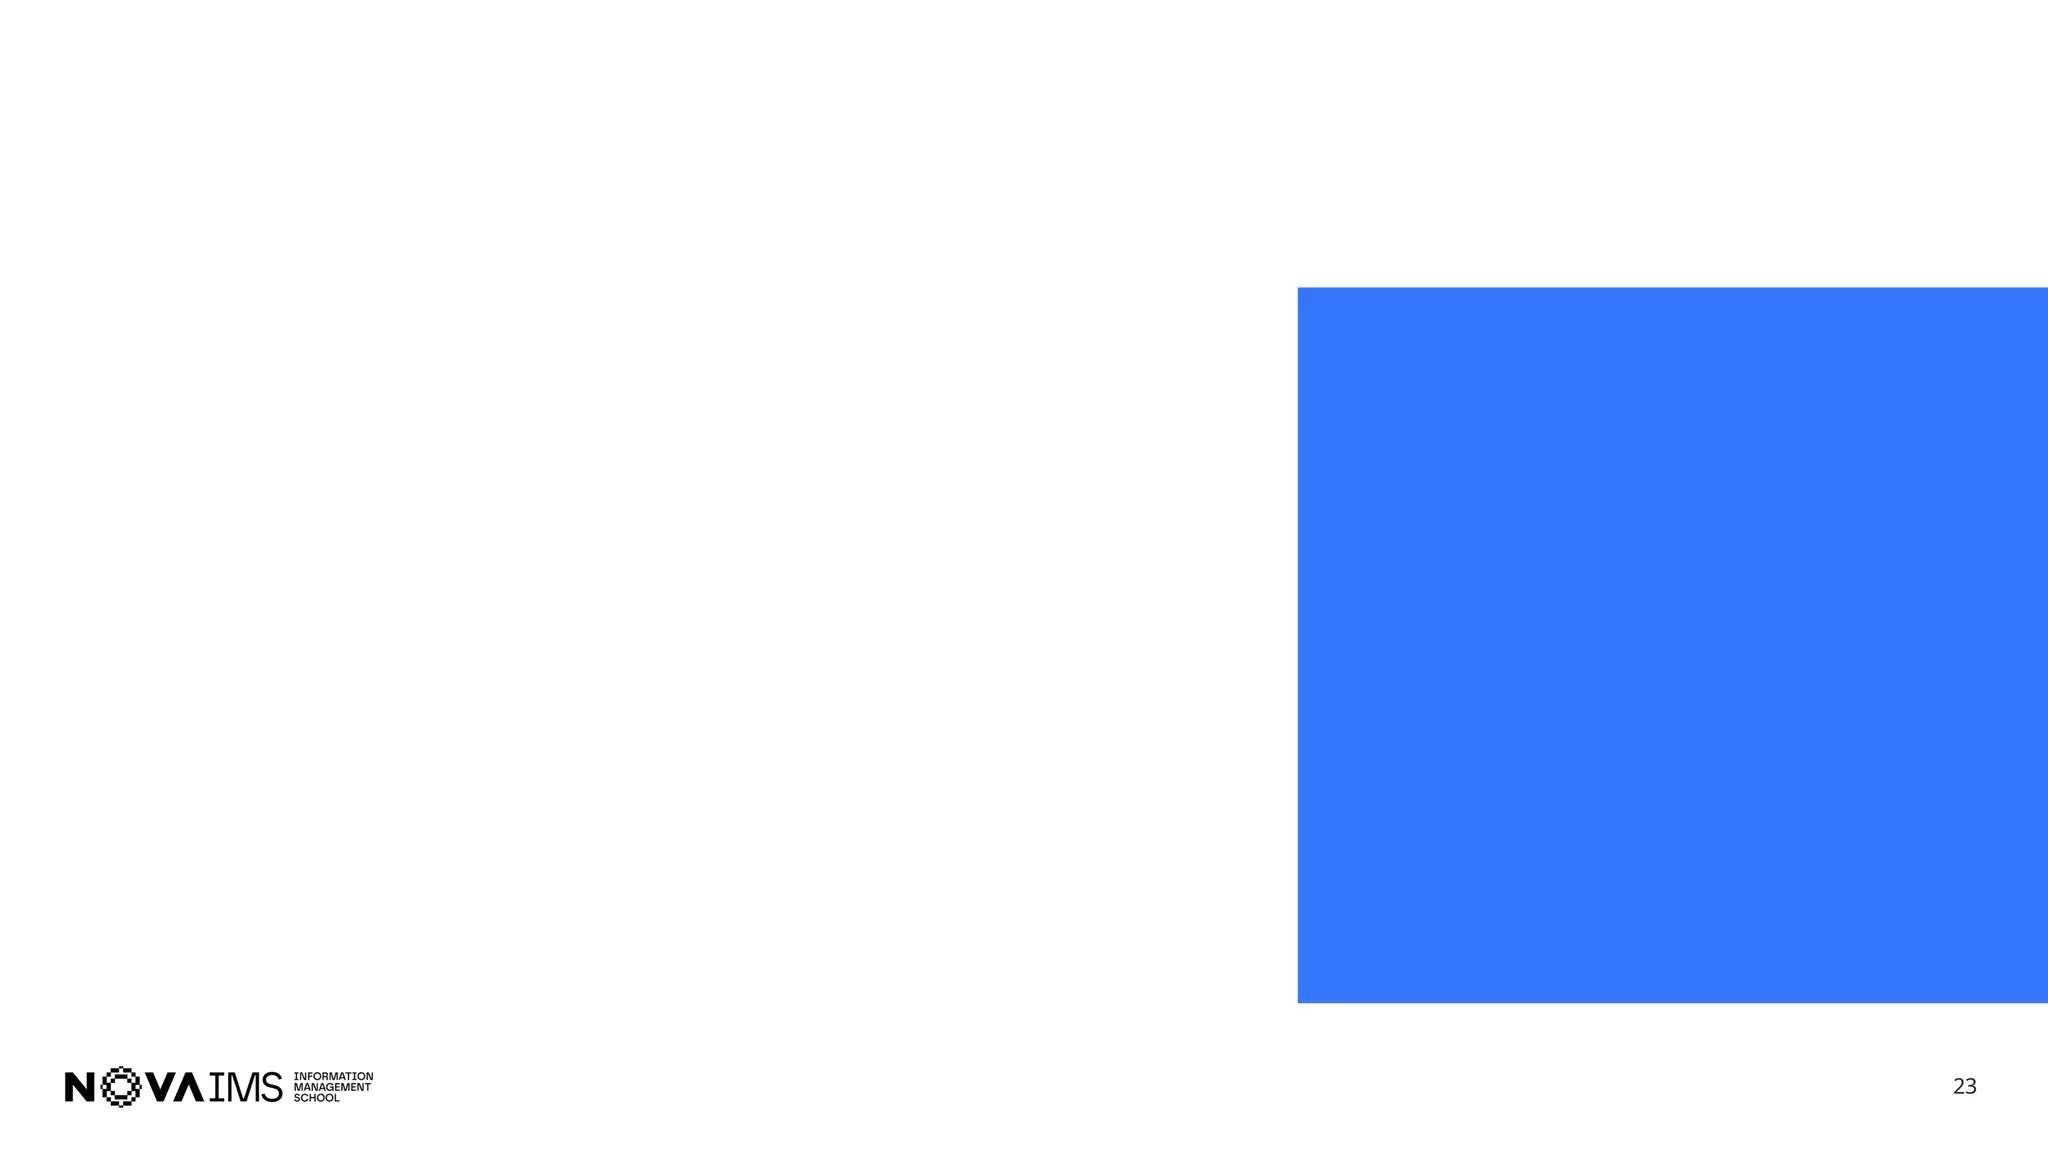 NOVA IMS
INFORMATION
MANAGEMENT
SCHOOL
23